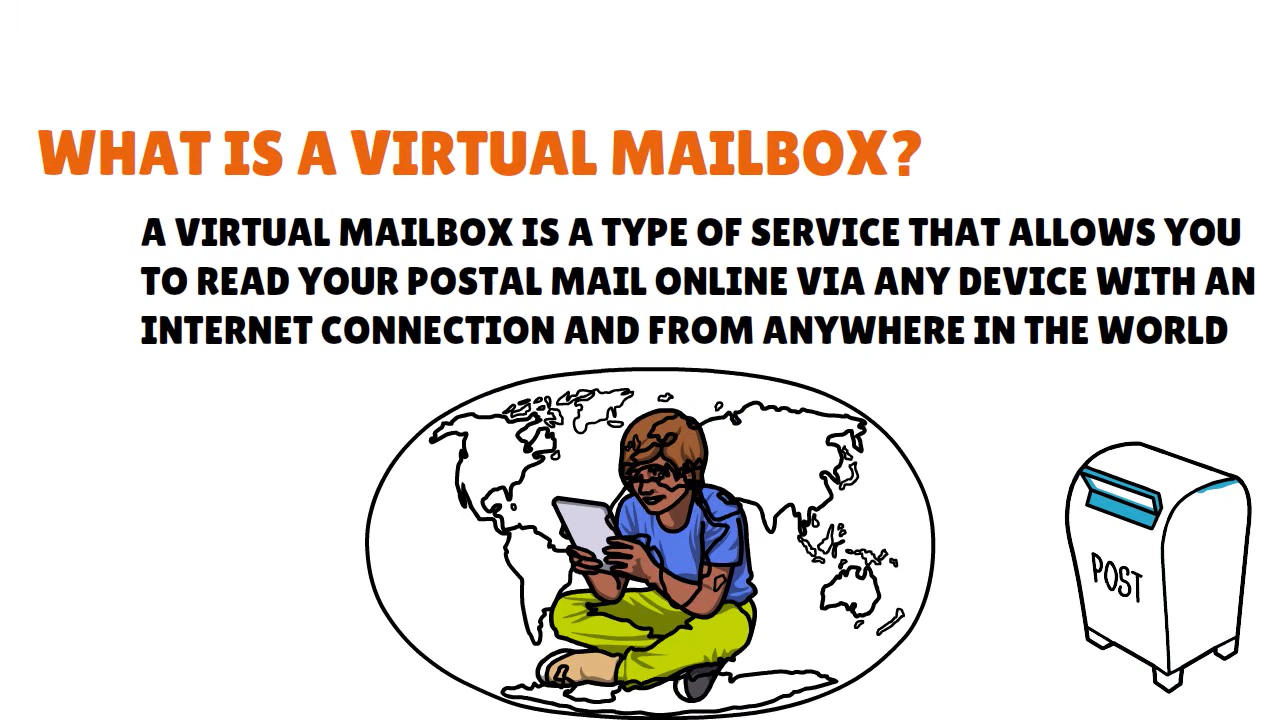 WHAT IS A VIRTUAL MAILBOX?
A VIRTUAL MAILBOX IS A TYPE OF SERVICE THAT ALLOWS YOU
TO READ YOUR POSTAL MAIL ONLINE VIA ANY DEVICE WITH AN
INTERNET CONNECTION AND FROM ANYWHERE IN THE WORLD
POST